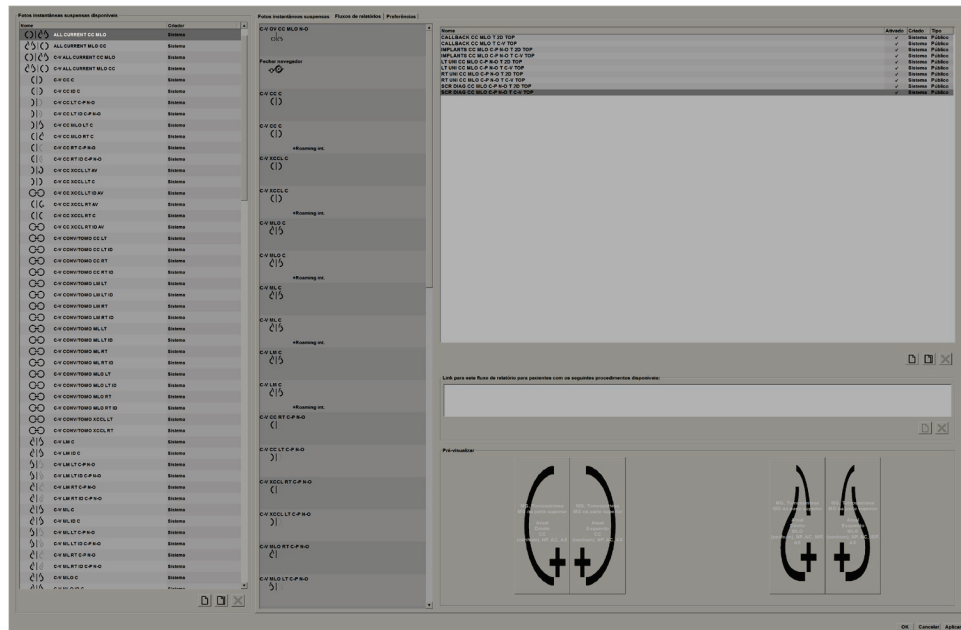 Fotos instantâneas suspensas disponíveis
Nome Criador
ALL CURRENT CC MLO Sistema
ALL CURRENT MLO CC Sistema
C-V ALL CURRENT CC MLO Sistema
C-V ALL CURRENT MLO CC Sistema
C-V CC C Sistema
C-V CC ID C Sistema
C-V CC LT C-P N-O Sistema
C-V CC LT ID C-P N-O Sistema
C-V CC MLO LT C Sistema
C-V CC MLO RT C Sistema
C-V CC RT C-P N-O Sistema
C-V CC RT ID C-P N-O Sistema
C-V CC XCCL LT AV Sistema
C-V CC XCCL LT C Sistema
C-V CC XCCL LT ID AV Sistema
C-V CC XCCL RT AV Sistema
C-V CC XCCL RT C Sistema
C-V CC XCCL RT ID AV Sistema
C-V CONV/TOMO CC LT Sistema
C-V CONV/TOMO CC LT ID Sistema
C-V CONV/TOMO CC RT Sistema
C-V CONV/TOMO CC RT ID Sistema
C-V CONV/TOMO LM LT Sistema
C-V CONV/TOMO LM LT ID Sistema
C-V CONV/TOMO LM RT Sistema
C-V CONV/TOMO LM RT ID Sistema
C-V CONV/TOMO ML LT Sistema
C-V CONV/TOMO ML LT ID Sistema
C-V CONV/TOMO ML RT Sistema
C-V CONV/TOMO ML RT ID Sistema
C-V CONV/TOMO MLO LT Sistema
C-V CONV/TOMO MLO LT ID Sistema
C-V CONV/TOMO MLO RT Sistema
C-V CONV/TOMO MLO RT ID Sistema
C-V CONV/TOMO XCCL LT Sistema
C-V CONV/TOMO XCCL RT Sistema
C-V LM C Sistema
C-V LM ID C Sistema
C-V LM LT C-P N-O Sistema
C-V LM LT ID C-P N-O Sistema
C-V LM RT C-P N-O Sistema
C-V LM RT ID C-P N-O Sistema
C-V ML C Sistema
C-V ML ID C Sistema
C-V ML LT C-P N-O Sistema
C-V ML LT ID C-P N-O Sistema
C-V ML RT C-P N-O Sistema
C-V ML RT ID C-P N-O Sistema
C-V MLO C Sistema
Fotos instantâneas suspensas Fluxos de relatórios Preferências
C-V OV CC MLO N-O
Fechar navegador
C-V CC C
C-V CC C
+Roaming int.
C-V XCCL C
C-V XCCL C
+Roaming int.
C-V MLO C
C-V MLO C
+Roaming int.
C-V ML C
C-V ML C
+Roaming int.
C-V LM C
C-V LM C
+Roaming int.
C-V CC RT C-P N-O
C-V CC LT C-P N-O
C-V XCCL RT C-P N-O
C-V XCCL LT C-P N-O
C-V MLO RT C-P N-O
C-V MLO LT C-P N-O
Nome Ativado Criado Tipo
CALLBACK CC MLO T 2D TOP ✓ Sistema Público
CALLBACK CC MLO T C-V TOP ✓ Sistema Público
IMPLANTS CC MLO C-P N-O T 2D TOP ✓ Sistema Público
IMPLANTS CC MLO C-P N-O T C-V TOP ✓ Sistema Público
LT UNI CC MLO C-P N-O T 2D TOP ✓ Sistema Público
LT UNI CC MLO C-P N-O T C-V TOP ✓ Sistema Público
RT UNI CC MLO C-P N-O T 2D TOP ✓ Sistema Público
RT UNI CC MLO C-P N-O T C-V TOP ✓ Sistema Público
SCR DIAG CC MLO C-P N-O T 2D TOP ✓ Sistema Público
SCR DIAG CC MLO C-P N-O T C-V TOP ✓ Sistema Público
Link para este fluxo de relatório para pacientes com os seguintes procedimentos disponíveis:
Pré-visualizar
OK Cancelar Aplicar